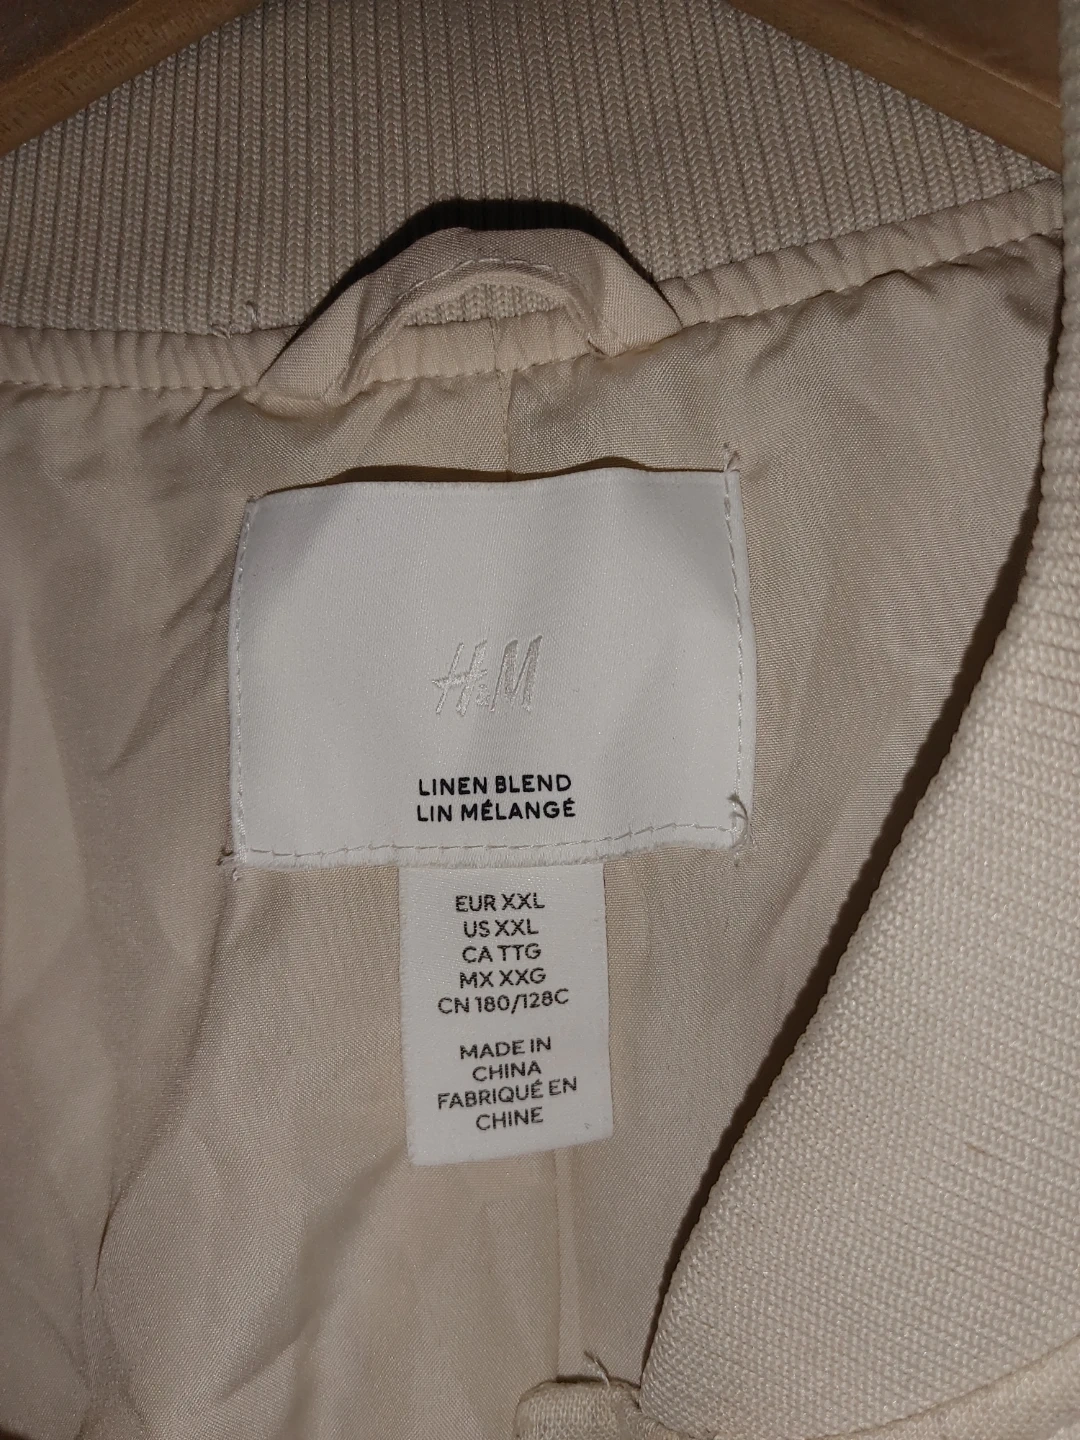 H&M
LINEN BLEND
LIN MÉLANGÉ
EUR XXL
US XXL
CA TTG
MX XXG
CN 180/128C
MADE IN
CHINA
FABRIQUÉ EN
CHINE